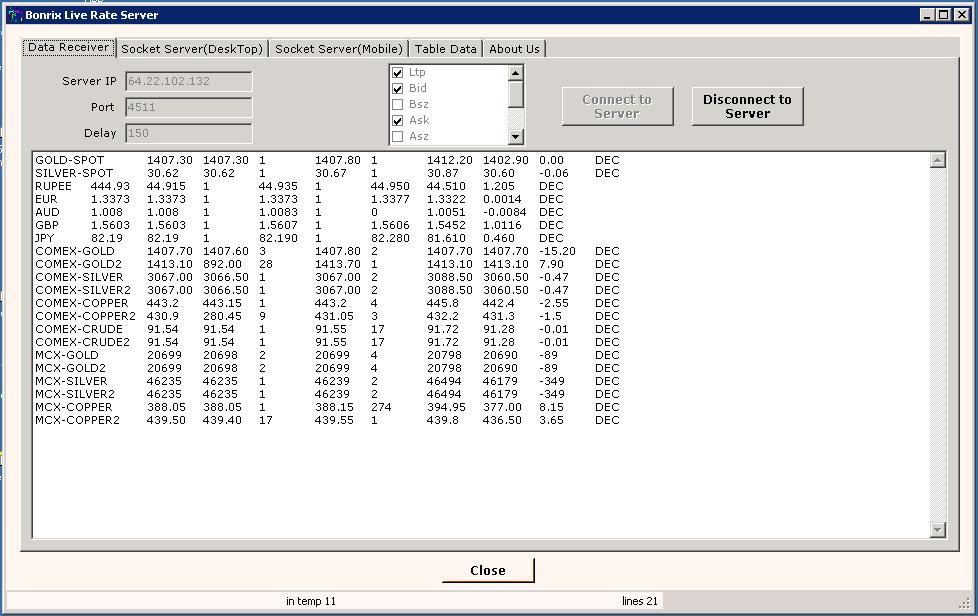 Bonrix Live Rate Server
Data Receiver Socket Server(DeskTop) Socket Server(Mobile) Table Data About Us
Server IP 64.22.102.132
Port 4511
Delay 150
Ltp
Bid
Bsz
Ask
Asz
Connect to Server
Disconnect to Server
GOLD-SPOT 1407.30 1407.30 1 1407.80 1 1412.20 1402.90 0.00 DEC
SILVER-SPOT 30.62 30.62 1 30.67 1 30.87 30.60 -0.06 DEC
RUPEE 444.93 44.915 1 44.935 1 44.950 44.510 1.205 DEC
EUR 1.3373 1.3373 1 1.3373 1 1.3377 1.3322 0.0014 DEC
AUD 1.008 1.008 1 1.0083 1 0 1.0051 -0.0084 DEC
GBP 1.5603 1.5603 1 1.5607 1 1.5606 1.5452 1.0116 DEC
JPY 82.19 82.19 1 82.190 1 82.280 81.610 0.460 DEC
COMEX-GOLD 1407.70 1407.60 3 1407.80 2 1407.70 1407.70 -15.20 DEC
COMEX-GOLD2 1413.10 892.00 28 1413.70 1 1413.10 1413.10 7.90 DEC
COMEX-SILVER 3067.00 3066.50 1 3067.00 2 3088.50 3060.50 -0.47 DEC
COMEX-SILVER2 3067.00 3066.50 1 3067.00 2 3088.50 3060.50 -0.47 DEC
COMEX-COPPER 443.2 443.15 1 443.2 4 445.8 442.4 -2.55 DEC
COMEX-COPPER2 430.9 280.45 9 431.05 3 432.2 431.3 -1.5 DEC
COMEX-CRUDE 91.54 91.54 1 91.55 17 91.72 91.28 -0.01 DEC
COMEX-CRUDE2 91.54 91.54 1 91.55 17 91.72 91.28 -0.01 DEC
MCX-GOLD 20699 20698 2 20699 4 20798 20690 -89 DEC
MCX-GOLD2 20699 20698 2 20699 4 20798 20690 -89 DEC
MCX-SILVER 46235 46235 1 46239 2 46494 46179 -349 DEC
MCX-SILVER2 46235 46235 1 46239 2 46494 46179 -349 DEC
MCX-COPPER 388.05 388.05 1 388.15 274 394.95 377.00 8.15 DEC
MCX-COPPER2 439.50 439.40 17 439.55 1 439.8 436.50 3.65 DEC
Close
in temp 11 lines 21